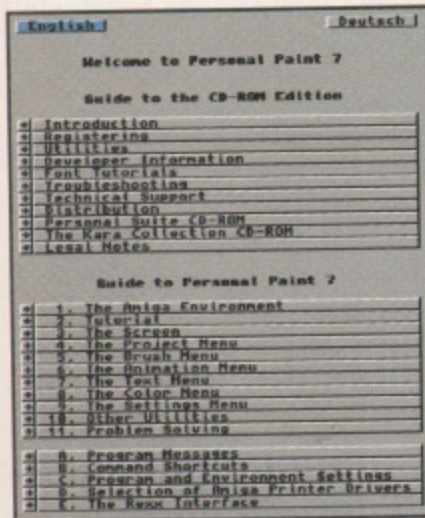 English
Deutsch
Welcome to Personal Paint 7
Guide to the CD-ROM Edition
Introduction
Registering
Utilities
Developer Information
Font Tutorials
Troubleshooting
Technical Support
Distribution
Personal Suite CD-ROM
The Kara Collection CD-ROM
Legal Notes
Guide to Personal Paint 7
1. The Amiga Environment
2. Tutorial
3. The Screen
4. The Project Menu
5. The Brush Menu
6. The Animation Menu
7. The Text Menu
8. The Color Menu
9. The Settings Menu
10. Other Utilities
11. Problem Solving
A. Program Messages
B. Command Shortcuts
C. Program and Environment Settings
D. Selection of Amiga Printer Drivers
E. The Rexx Interface